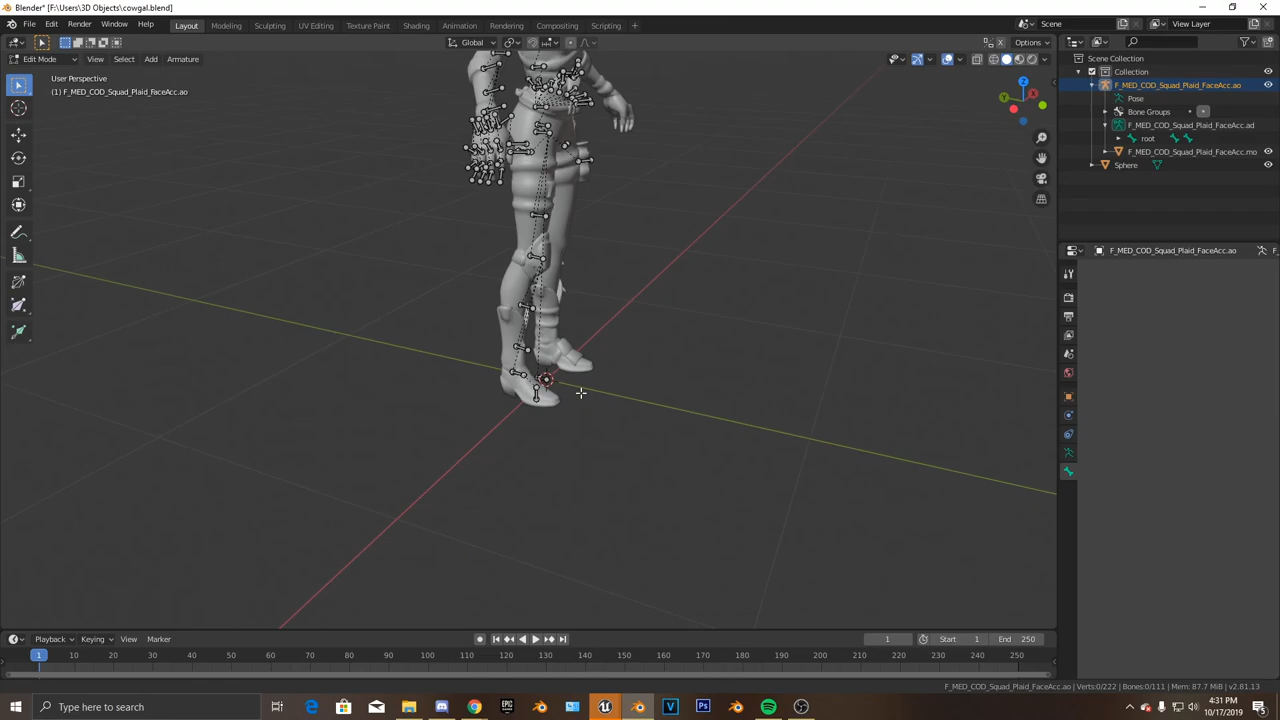 Blender* [F:\Users\3D Objects\cowgal.blend]
File Edit Render Window Help Layout Modeling Sculpting UV Editing Texture Paint Shading Animation Rendering Compositing Scripting + Scene View Layer
Global Options
Edit Mode View Select Add Armature
User Perspective
(1) F_MED_COD_Squad_Plaid_FaceAcc.ao
Z
Y
X
Scene Collection
Collection
F_MED_COD_Squad_Plaid_FaceAcc.ao
Pose
Bone Groups
F_MED_COD_Squad_Plaid_FaceAcc.ad
root
F_MED_COD_Squad_Plaid_FaceAcc.mo
Sphere
F_MED_COD_Squad_Plaid_FaceAcc.ao F_
Playback Keying View Marker 1 Start 1 End 250
1 10 20 30 40 50 60 70 80 90 100 110 120 130 140 150 160 170 180 190 200 210 220 230 240 250
F_MED_COD_Squad_Plaid_FaceAcc.ao | Verts:0/222 | Bones:0/111 | Mem: 87.7 MiB | v2.81.13
Type here to search
4:31 PM
10/17/2019